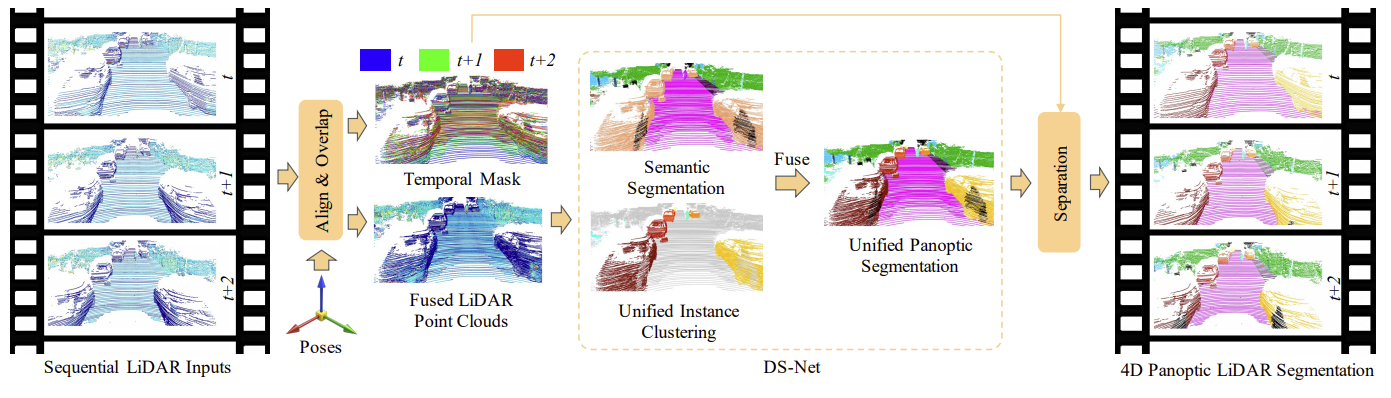 t
t+1
t+2
Sequential LiDAR Inputs
Align & Overlap
Poses
t
t+1
t+2
Temporal Mask
Fused LiDAR
Point Clouds
Semantic
Segmentation
Unified Instance
Clustering
Fuse
Unified Panoptic
Segmentation
DS-Net
Separation
t
t+1
t+2
4D Panoptic LiDAR Segmentation